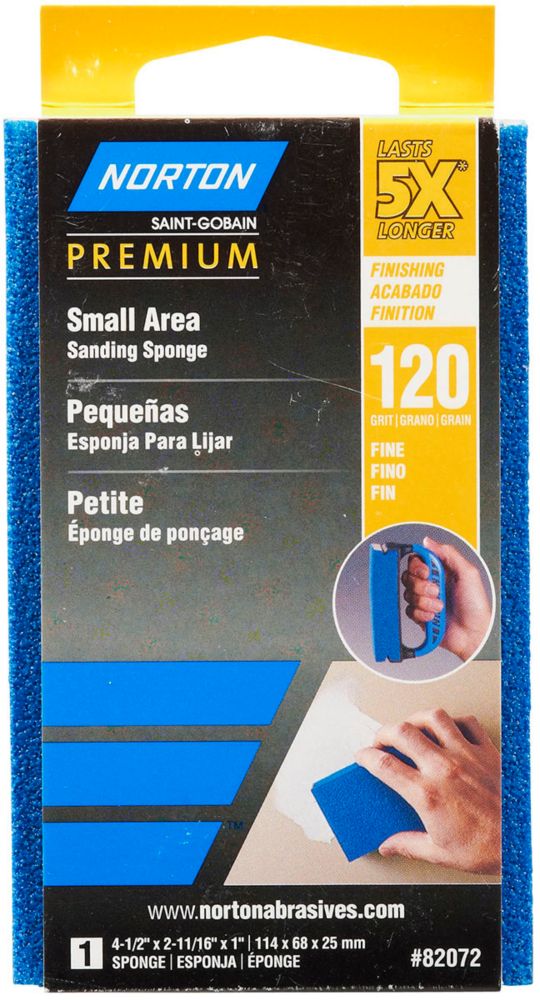 NORTON
SAINT-GOBAIN
PREMIUM
Small Area
Sanding Sponge
Pequeñas
Esponja Para Lijar
Petite
Éponge de ponçage
LASTS
5X*
LONGER
FINISHING
ACABADO
FINITION
120
GRIT | GRANO | GRAIN
FINE
FINO
FIN
TM
www.nortonabrasives.com
1
4-1/2" x 2-11/16" x 1" | 114 x 68 x 25 mm
SPONGE | ESPONJA | ÉPONGE
#82072